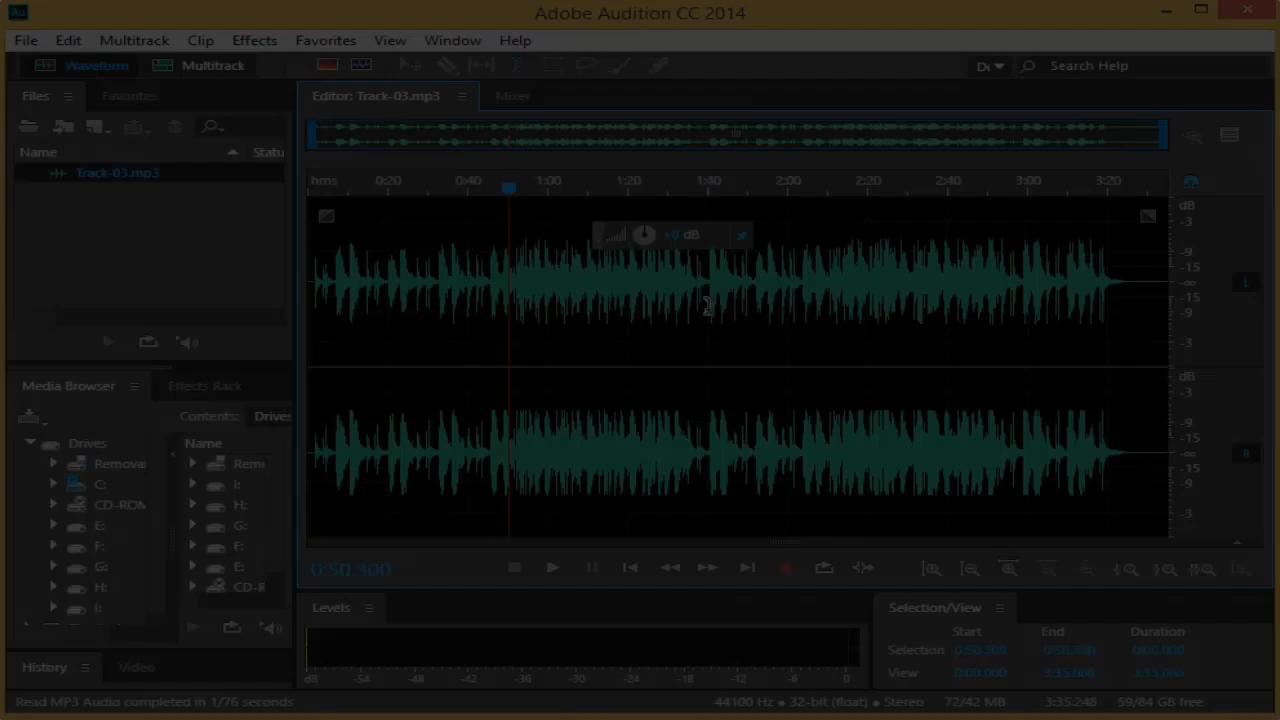 Au
Adobe Audition CC 2014
File Edit Multitrack Clip Effects Favorites View Window Help
Waveform Multitrack
Search Help
Files Favorites
Editor: Track-03.mp3 Mixer
Name Statu
Track-03.mp3
hms 0:20 0:40 1:00 1:20 1:40 2:00 2:20 2:40 3:00 3:20
+0 dB
dB
-3
-9
-15
-∞
-15
-9
-3
L
dB
-3
-9
-15
-∞
-15
-9
-3
R
Media Browser Effects Rack
Contents: Drives
Drives
Name
Removal
C:
CD-ROM
E:
F:
G:
H:
I:
Remo
I:
H:
G:
F:
E:
CD-R
0:50.300
Levels
dB -54 -48 -42 -36 -30 -24 -18 -12 -6 0
Selection/View
Start End Duration
Selection 0:50.300 0:50.300 0:00.000
View 0:00.000 3:35.086 3:35.086
History Video
Read MP3 Audio completed in 1/76 seconds
44100 Hz ● 32-bit (float) ● Stereo 72/42 MB 3:35.248 59/84 GB free